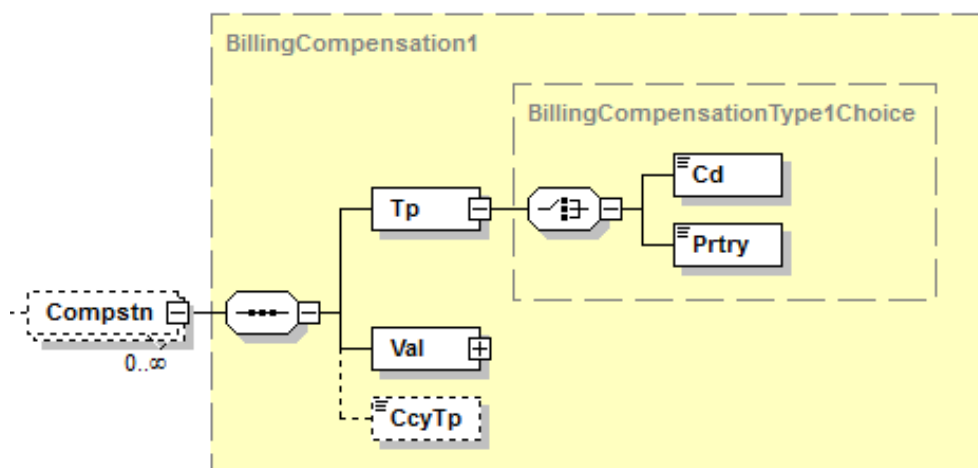 BillingCompensation1
BillingCompensationType1Choice
Cd
Tp
Prtry
Compstn
0..∞
Val
CcyTp